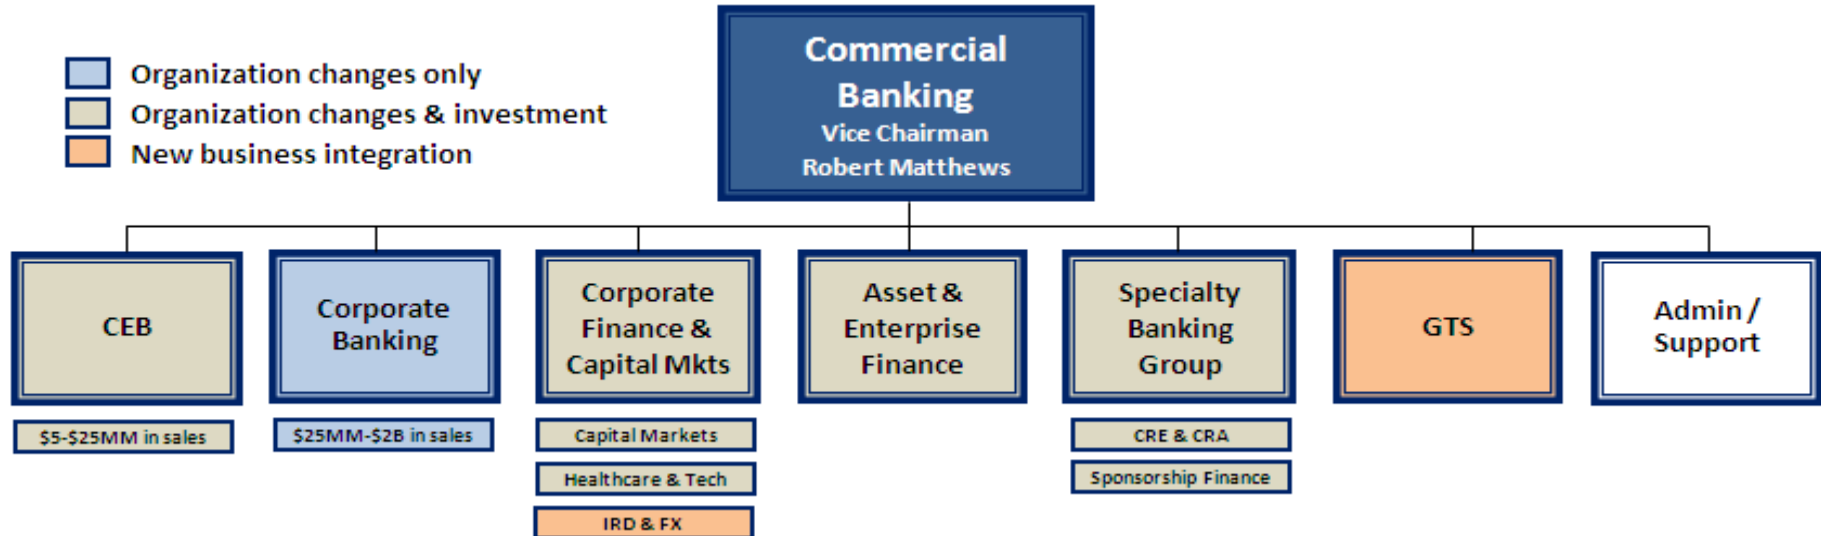 Commercial
Banking
Vice Chairman
Robert Matthews
Organization changes only
Organization changes & investment
New business integration
CEB
Corporate
Banking
Corporate
Finance &
Capital Mkts
Asset &
Enterprise
Finance
Specialty
Banking
Group
GTS
Admin /
Support
$5-$25MM in sales
$25MM-$2B in sales
Capital Markets
Healthcare & Tech
IRD & FX
CRE & CRA
Sponsorship Finance